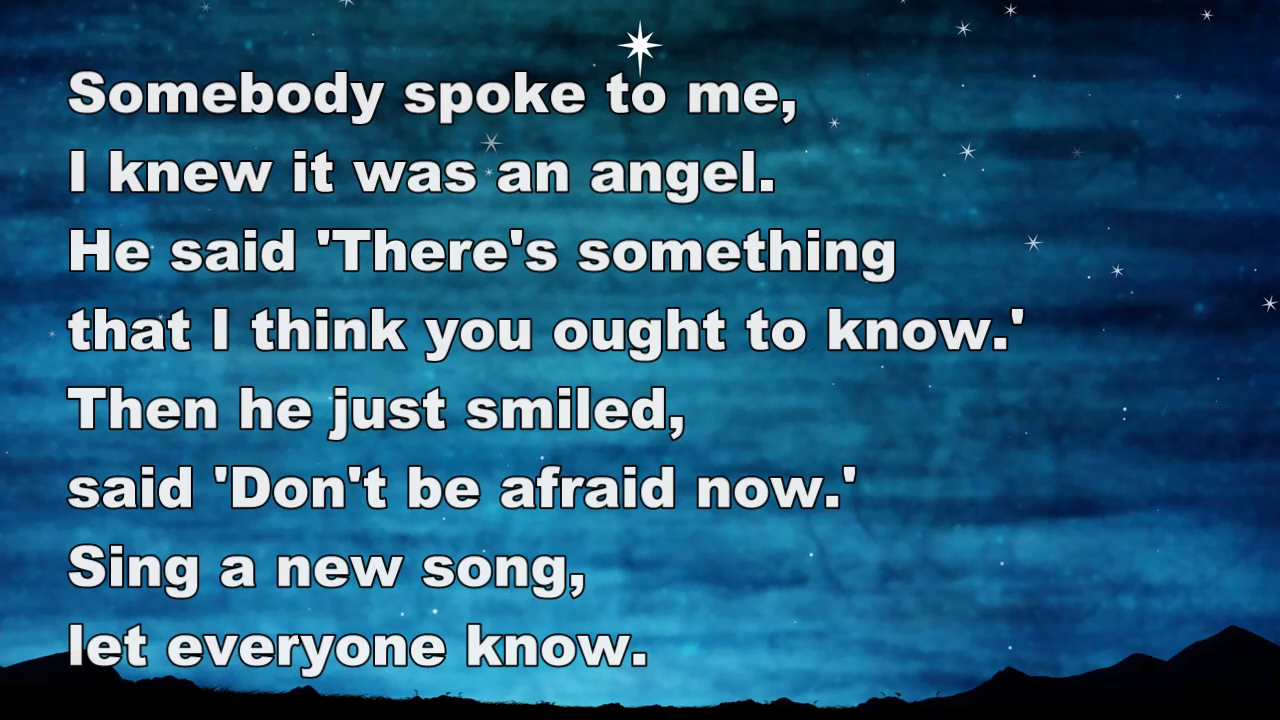 Somebody spoke to me,
I knew it was an angel.
He said 'There's something
that I think you ought to know.'
Then he just smiled,
said 'Don't be afraid now.'
Sing a new song,
let everyone know.